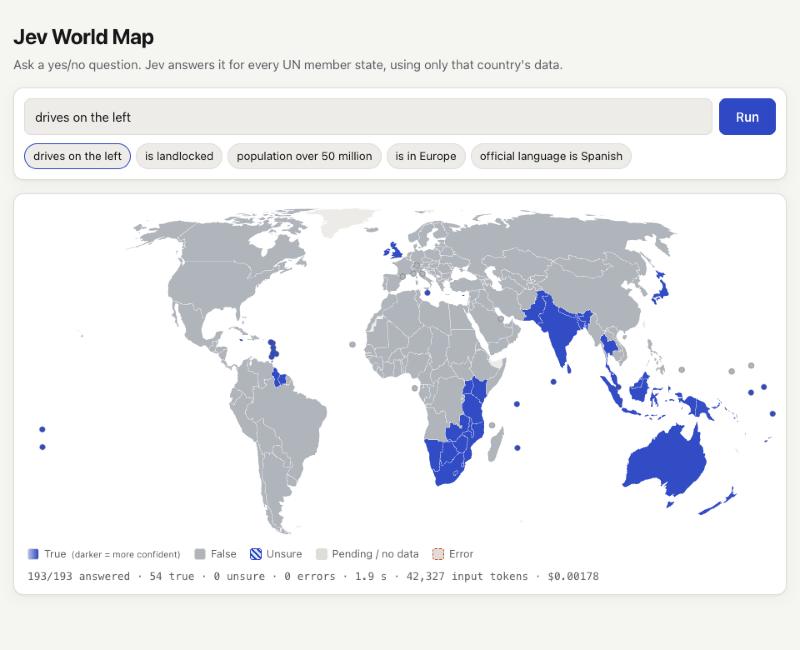 Jev World Map
Ask a yes/no question. Jev answers it for every UN member state, using only that country's data.
drives on the left
Run
drives on the left
is landlocked
population over 50 million
is in Europe
official language is Spanish
True (darker = more confident)
False
Unsure
Pending / no data
Error
193/193 answered · 54 true · 0 unsure · 0 errors · 1.9 s · 42,327 input tokens · $0.00178